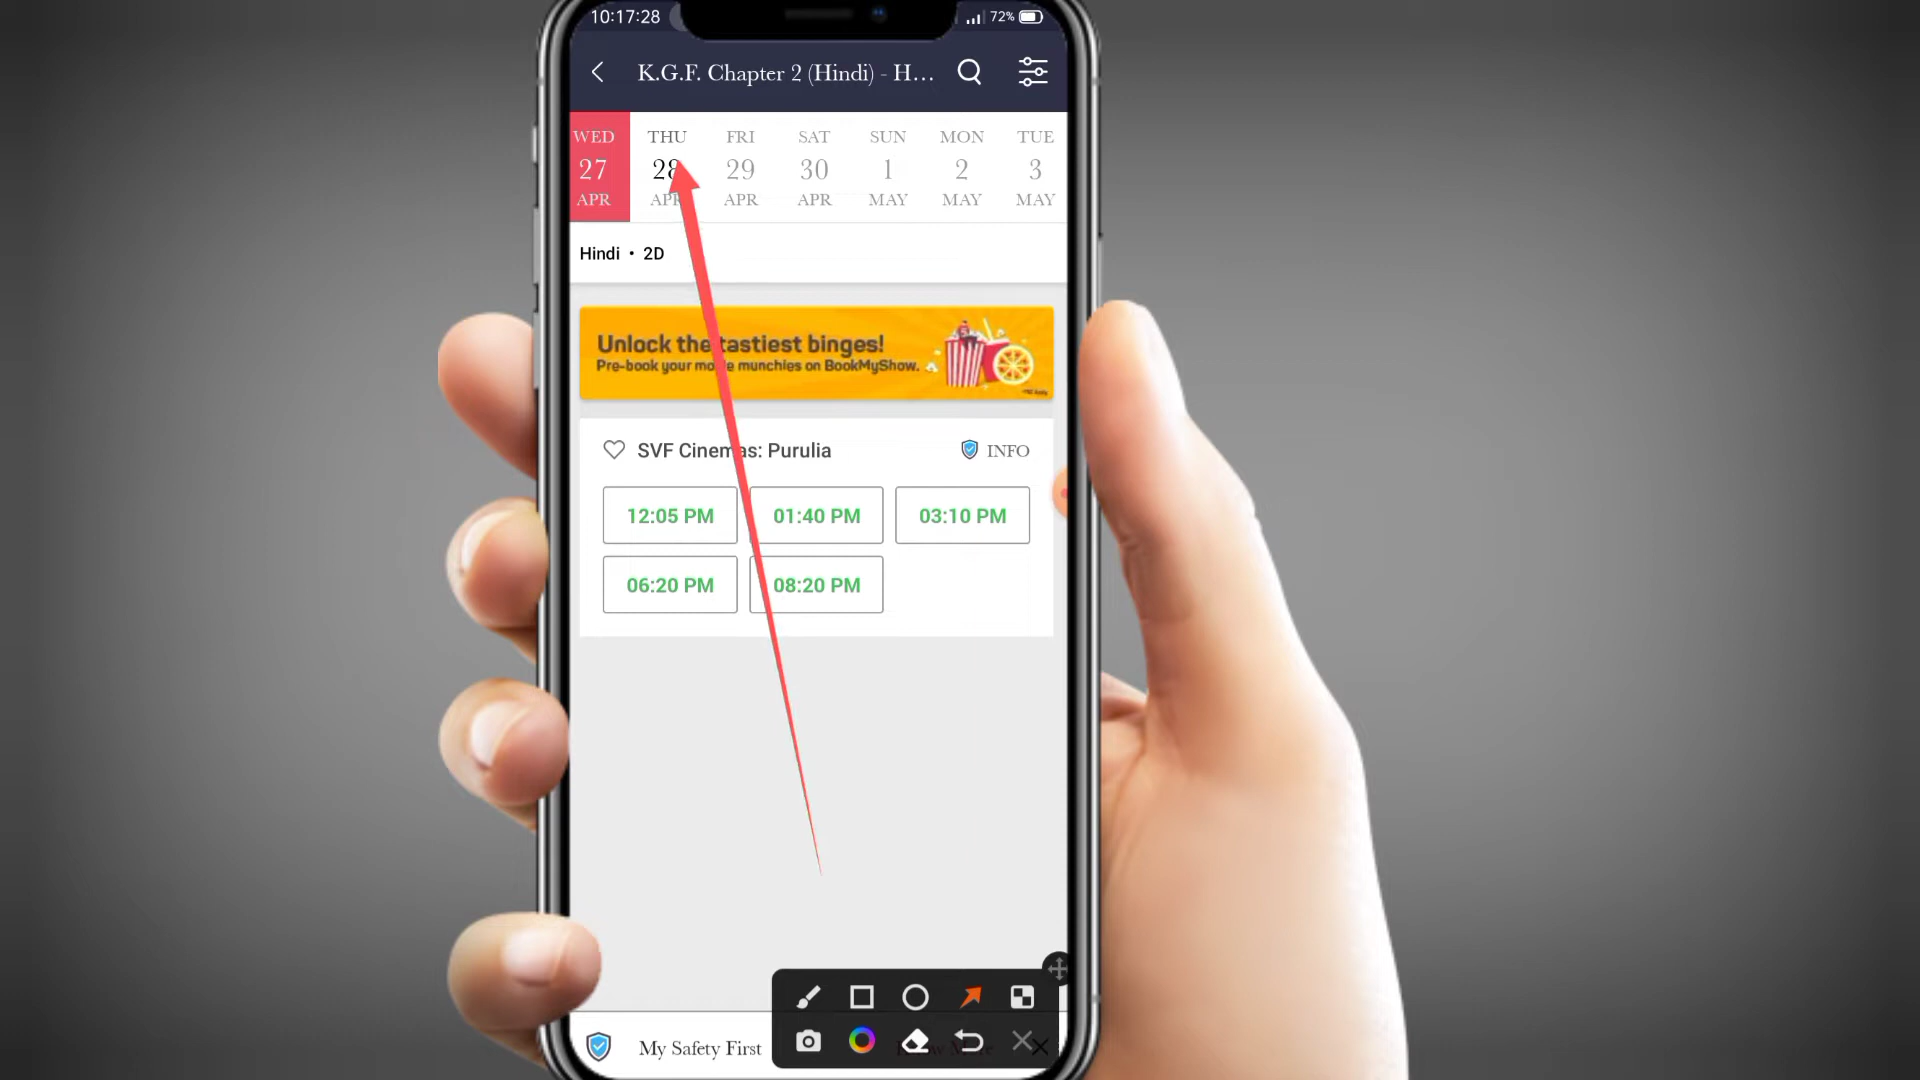 10:17:28
72%
K.G.F. Chapter 2 (Hindi) - H...
WED THU FRI SAT SUN MON TUE
27 28 29 30 1 2 3
APR APR APR APR MAY MAY MAY
Hindi • 2D
Unlock the tastiest binges!
Pre-book your movie munchies on BookMyShow.
SVF Cinemas: Purulia
INFO
12:05 PM 01:40 PM 03:10 PM
06:20 PM 08:20 PM
My Safety First